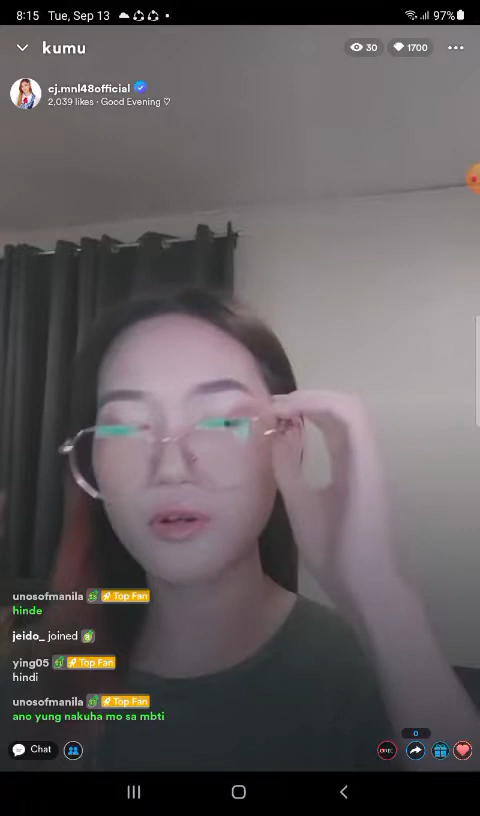 8:15 Tue, Sep 13 97%
kumu 30 1700
cj.mnl48official
2,039 likes · Good Evening ♡
unosofmanila Top Fan
hinde
jeido_ joined
ying05 Top Fan
hindi
unosofmanila Top Fan
ano yung nakuha mo sa mbti
0
Chat